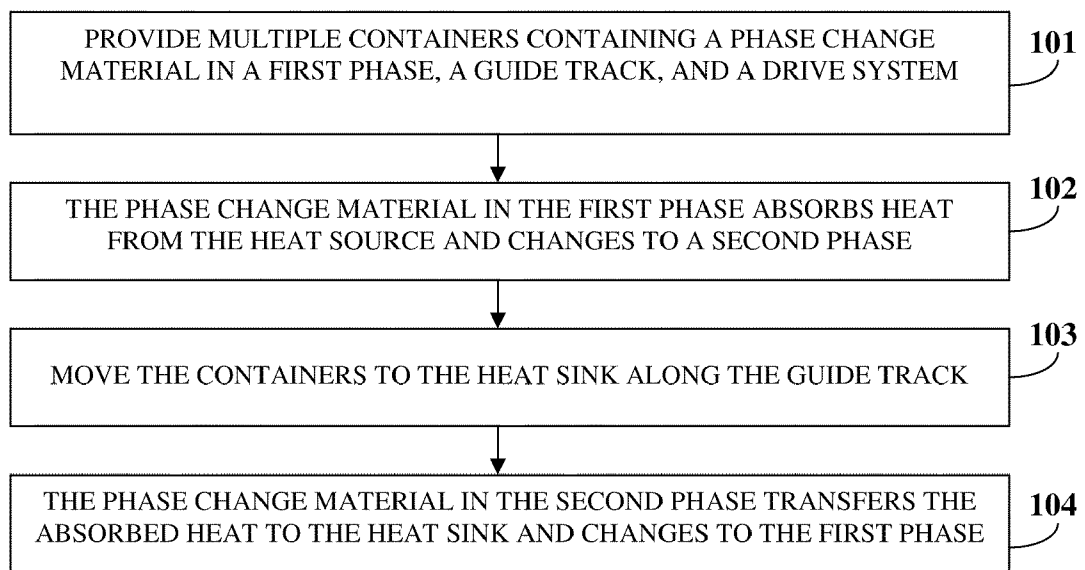 PROVIDE MULTIPLE CONTAINERS CONTAINING A PHASE CHANGE
MATERIAL IN A FIRST PHASE, A GUIDE TRACK, AND A DRIVE SYSTEM
101
THE PHASE CHANGE MATERIAL IN THE FIRST PHASE ABSORBS HEAT
FROM THE HEAT SOURCE AND CHANGES TO A SECOND PHASE
102
MOVE THE CONTAINERS TO THE HEAT SINK ALONG THE GUIDE TRACK
103
THE PHASE CHANGE MATERIAL IN THE SECOND PHASE TRANSFERS THE
ABSORBED HEAT TO THE HEAT SINK AND CHANGES TO THE FIRST PHASE
104